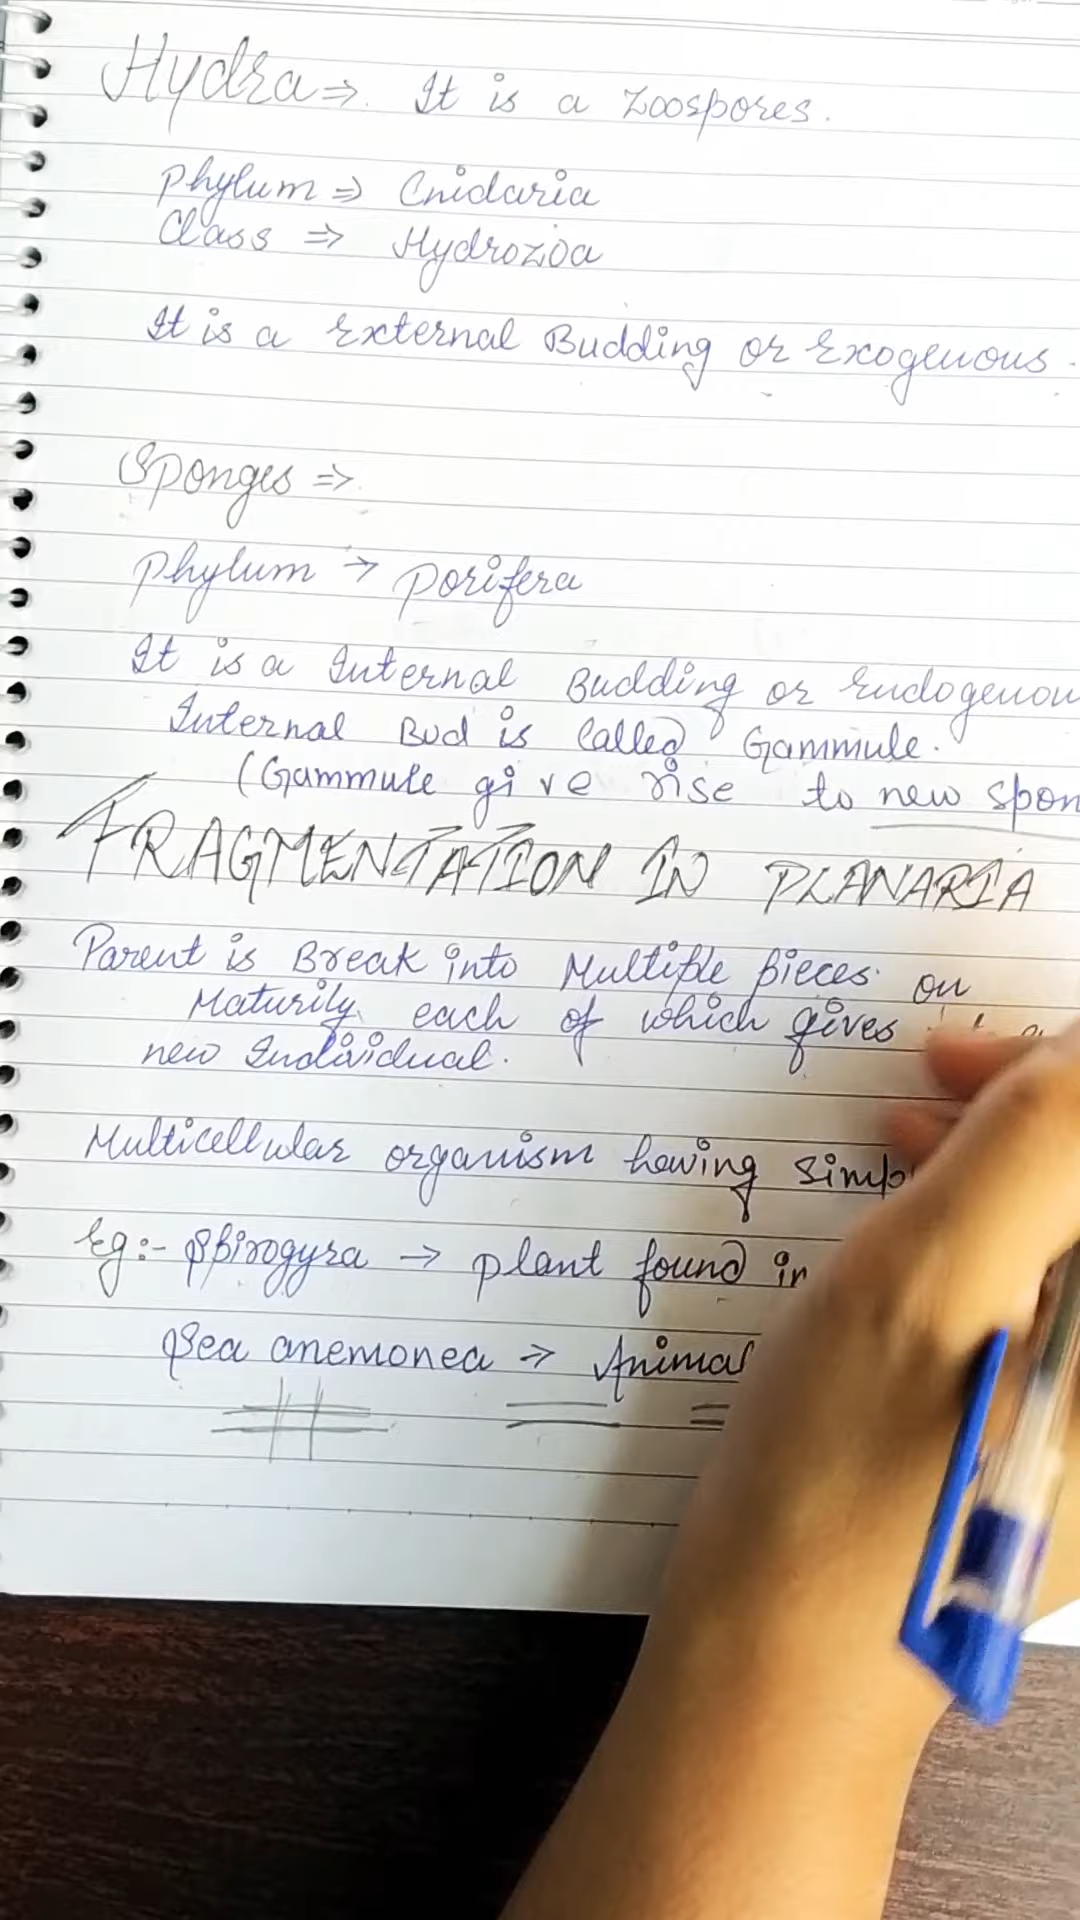 Hydra ⇒ It is a Zoospores.
Phylum ⇒ Cnidaria
Class ⇒ Hydrozoa
It is a External Budding or Exogenous.
Sponges ⇒
Phylum → Porifera
It is a Internal Budding or Endogenou
Internal Bud is Called Gammule.
(Gammule give rise to new spon
FRAGMENTATION IN PLANARIA
Parent is Break into Multiple pieces on
Maturily each of which gives
new Individual.
Multicellular organism having simp
Eg:- Spirogyra → plant found in
Sea anemonea → Animal